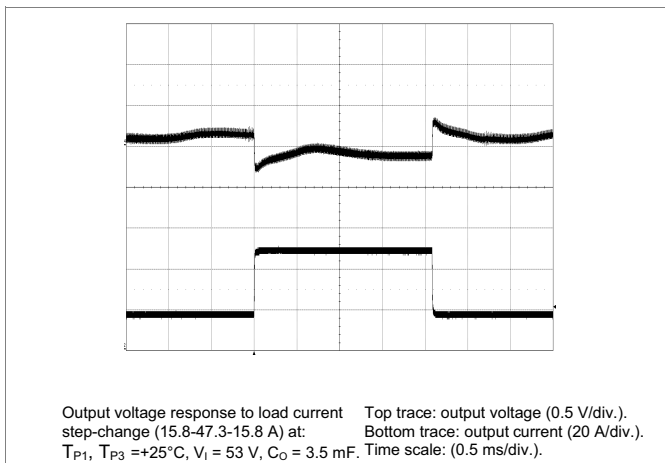 Output voltage response to load current
step-change (15.8-47.3-15.8 A) at:
TP1, TP3 =+25°C, VI = 53 V, CO = 3.5 mF.
Top trace: output voltage (0.5 V/div.).
Bottom trace: output current (20 A/div.).
Time scale: (0.5 ms/div.).